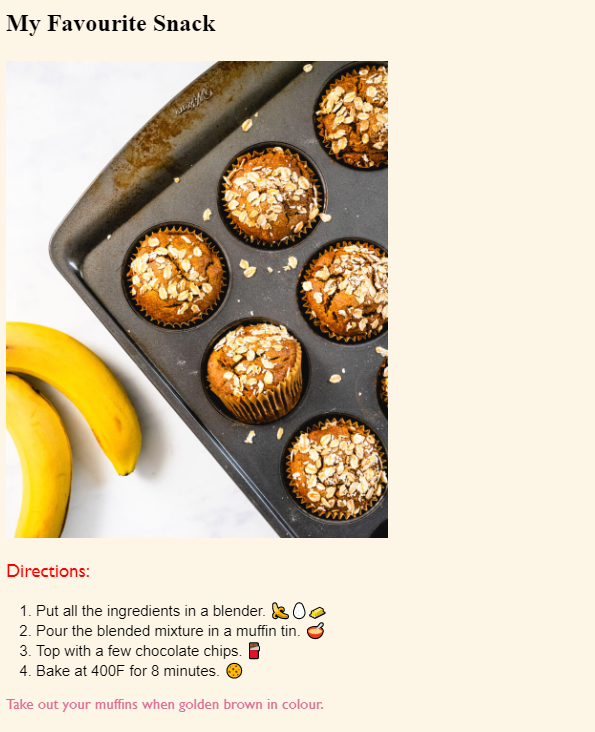 My Favourite Snack
Directions:
1. Put all the ingredients in a blender. 🍌🥚🧈
2. Pour the blended mixture in a muffin tin. 🥣
3. Top with a few chocolate chips. 🍫
4. Bake at 400F for 8 minutes. 🍪
Take out your muffins when golden brown in colour.